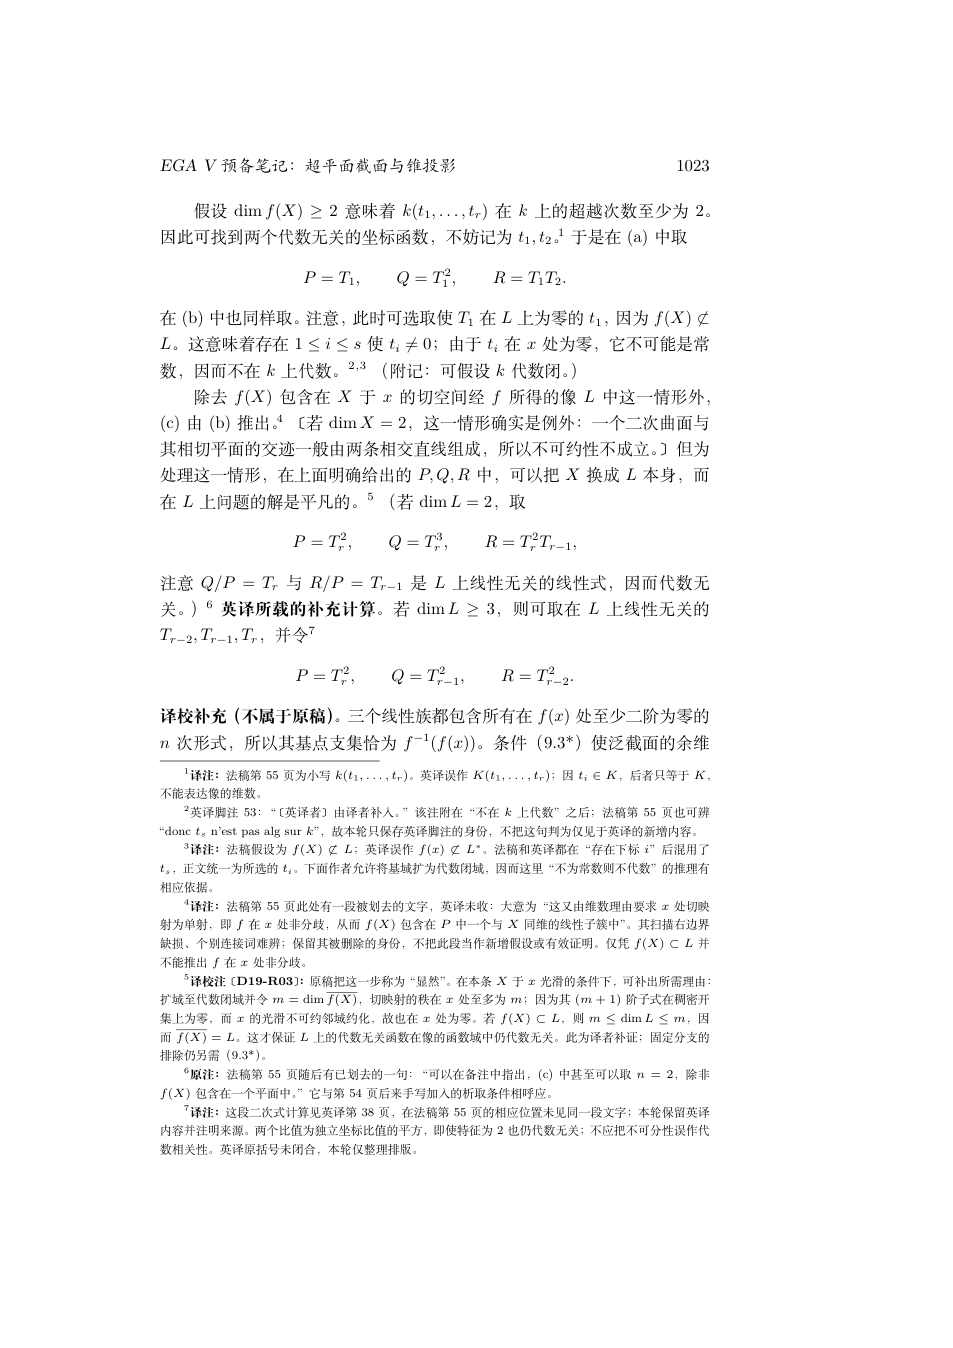 EGA V 预备笔记：超平面截面与锥投影 1023
假设 dim f(X) ≥ 2 意味着 k(t₁, . . . , tᵣ) 在 k 上的超越次数至少为 2。
因此可找到两个代数无关的坐标函数，不妨记为 t₁, t₂。¹ 于是在 (a) 中取
P = T₁, Q = T₁², R = T₁T₂.
在 (b) 中也同样取。注意，此时可选取使 T₁ 在 L 上为零的 t₁，因为 f(X) ⊄
L。这意味着存在 1 ≤ i ≤ s 使 tᵢ ≠ 0；由于 tᵢ 在 x 处为零，它不可能是常
数，因而不在 k 上代数。²,³ （附记：可假设 k 代数闭。）
除去 f(X) 包含在 X 于 x 的切空间经 f 所得的像 L 中这一情形外，
(c) 由 (b) 推出。⁴ 〔若 dim X = 2，这一情形确实是例外：一个二次曲面与
其相切平面的交迹一般由两条相交直线组成，所以不可约性不成立。〕但为
处理这一情形，在上面明确给出的 P, Q, R 中，可以把 X 换成 L 本身，而
在 L 上问题的解是平凡的。⁵ （若 dim L = 2，取
P = Tᵣ², Q = Tᵣ³, R = Tᵣ²Tᵣ₋₁,
注意 Q/P = Tᵣ 与 R/P = Tᵣ₋₁ 是 L 上线性无关的线性式，因而代数无
关。）⁶ 英译所载的补充计算。若 dim L ≥ 3，则可取在 L 上线性无关的
Tᵣ₋₂, Tᵣ₋₁, Tᵣ，并令⁷
P = Tᵣ², Q = Tᵣ₋₁², R = Tᵣ₋₂².
译校补充（不属于原稿）。三个线性族都包含所有在 f(x) 处至少二阶为零的
n 次形式，所以其基点支集恰为 f⁻¹(f(x))。条件（9.3*）使泛截面的余维
¹译注：法稿第 55 页为小写 k(t₁, . . . , tᵣ)。英译误作 K(t₁, . . . , tᵣ)；因 tᵢ ∈ K，后者只等于 K，
不能表达像的维数。
²英译脚注 53：“〔英译者〕由译者补入。” 该注附在 “不在 k 上代数” 之后；法稿第 55 页也可辨
“donc tₛ n'est pas alg sur k”，故本轮只保存英译脚注的身份，不把这句判为仅见于英译的新增内容。
³译注：法稿假设为 f(X) ⊄ L；英译误作 f(x) ⊄ L*。法稿和英译都在 “存在下标 i” 后混用了
tₛ，正文统一为所选的 tᵢ。下面作者允许将基域扩为代数闭域，因而这里 “不为常数则不代数” 的推理有
相应依据。
⁴译注：法稿第 55 页此处有一段被划去的文字，英译未收：大意为 “这又由维数理由要求 x 处切映
射为单射，即 f 在 x 处非分歧，从而 f(X) 包含在 P 中一个与 X 同维的线性子簇中”。其扫描右边界
缺损、个别连接词难辨；保留其被删除的身份，不把此段当作新增假设或有效证明。仅凭 f(X) ⊂ L 并
不能推出 f 在 x 处非分歧。
⁵译校注〔D19-R03〕：原稿把这一步称为 “显然”。在本条 X 于 x 光滑的条件下，可补出所需理由：
扩域至代数闭域并令 m = dim f(X)‾，切映射的秩在 x 处至多为 m；因为其 (m + 1) 阶子式在稠密开
集上为零，而 x 的光滑不可约邻域约化，故也在 x 处为零。若 f(X) ⊂ L，则 m ≤ dim L ≤ m，因
而 f(X)‾ = L。这才保证 L 上的代数无关函数在像的函数域中仍代数无关。此为译者补证；固定分支的
排除仍另需（9.3*）。
⁶原注：法稿第 55 页随后有已划去的一句：“可以在备注中指出，(c) 中甚至可以取 n = 2，除非
f(X) 包含在一个平面中。” 它与第 54 页后来手写加入的析取条件相呼应。
⁷译注：这段二次式计算见英译第 38 页，在法稿第 55 页的相应位置未见同一段文字；本轮保留英译
内容并注明来源。两个比值为独立坐标比值的平方，即使特征为 2 也仍代数无关；不应把不可分性误作代
数相关性。英译原括号未闭合，本轮仅整理排版。